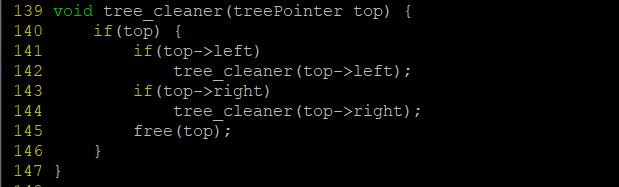 139 void tree_cleaner(treePointer top) {
140     if(top) {
141         if(top->left)
142             tree_cleaner(top->left);
143         if(top->right)
144             tree_cleaner(top->right);
145         free(top);
146     }
147 }